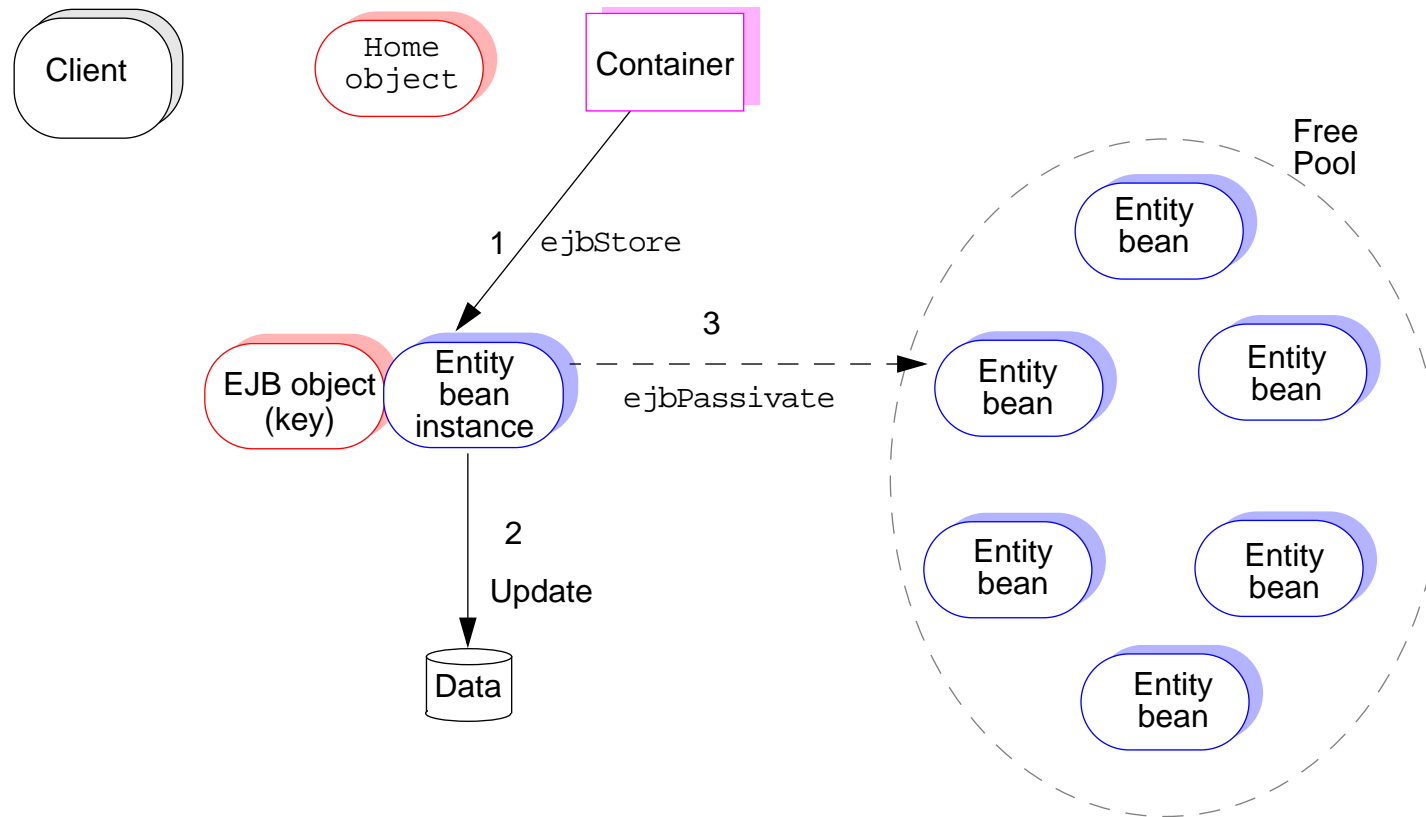 Client
Home
object
Container
Free
Pool
Entity
bean
1
ejbStore
3
EJB object
(key)
Entity
bean
instance
ejbPassivate
Entity
bean
Entity
bean
2
Update
Entity
bean
Entity
bean
Data
Entity
bean